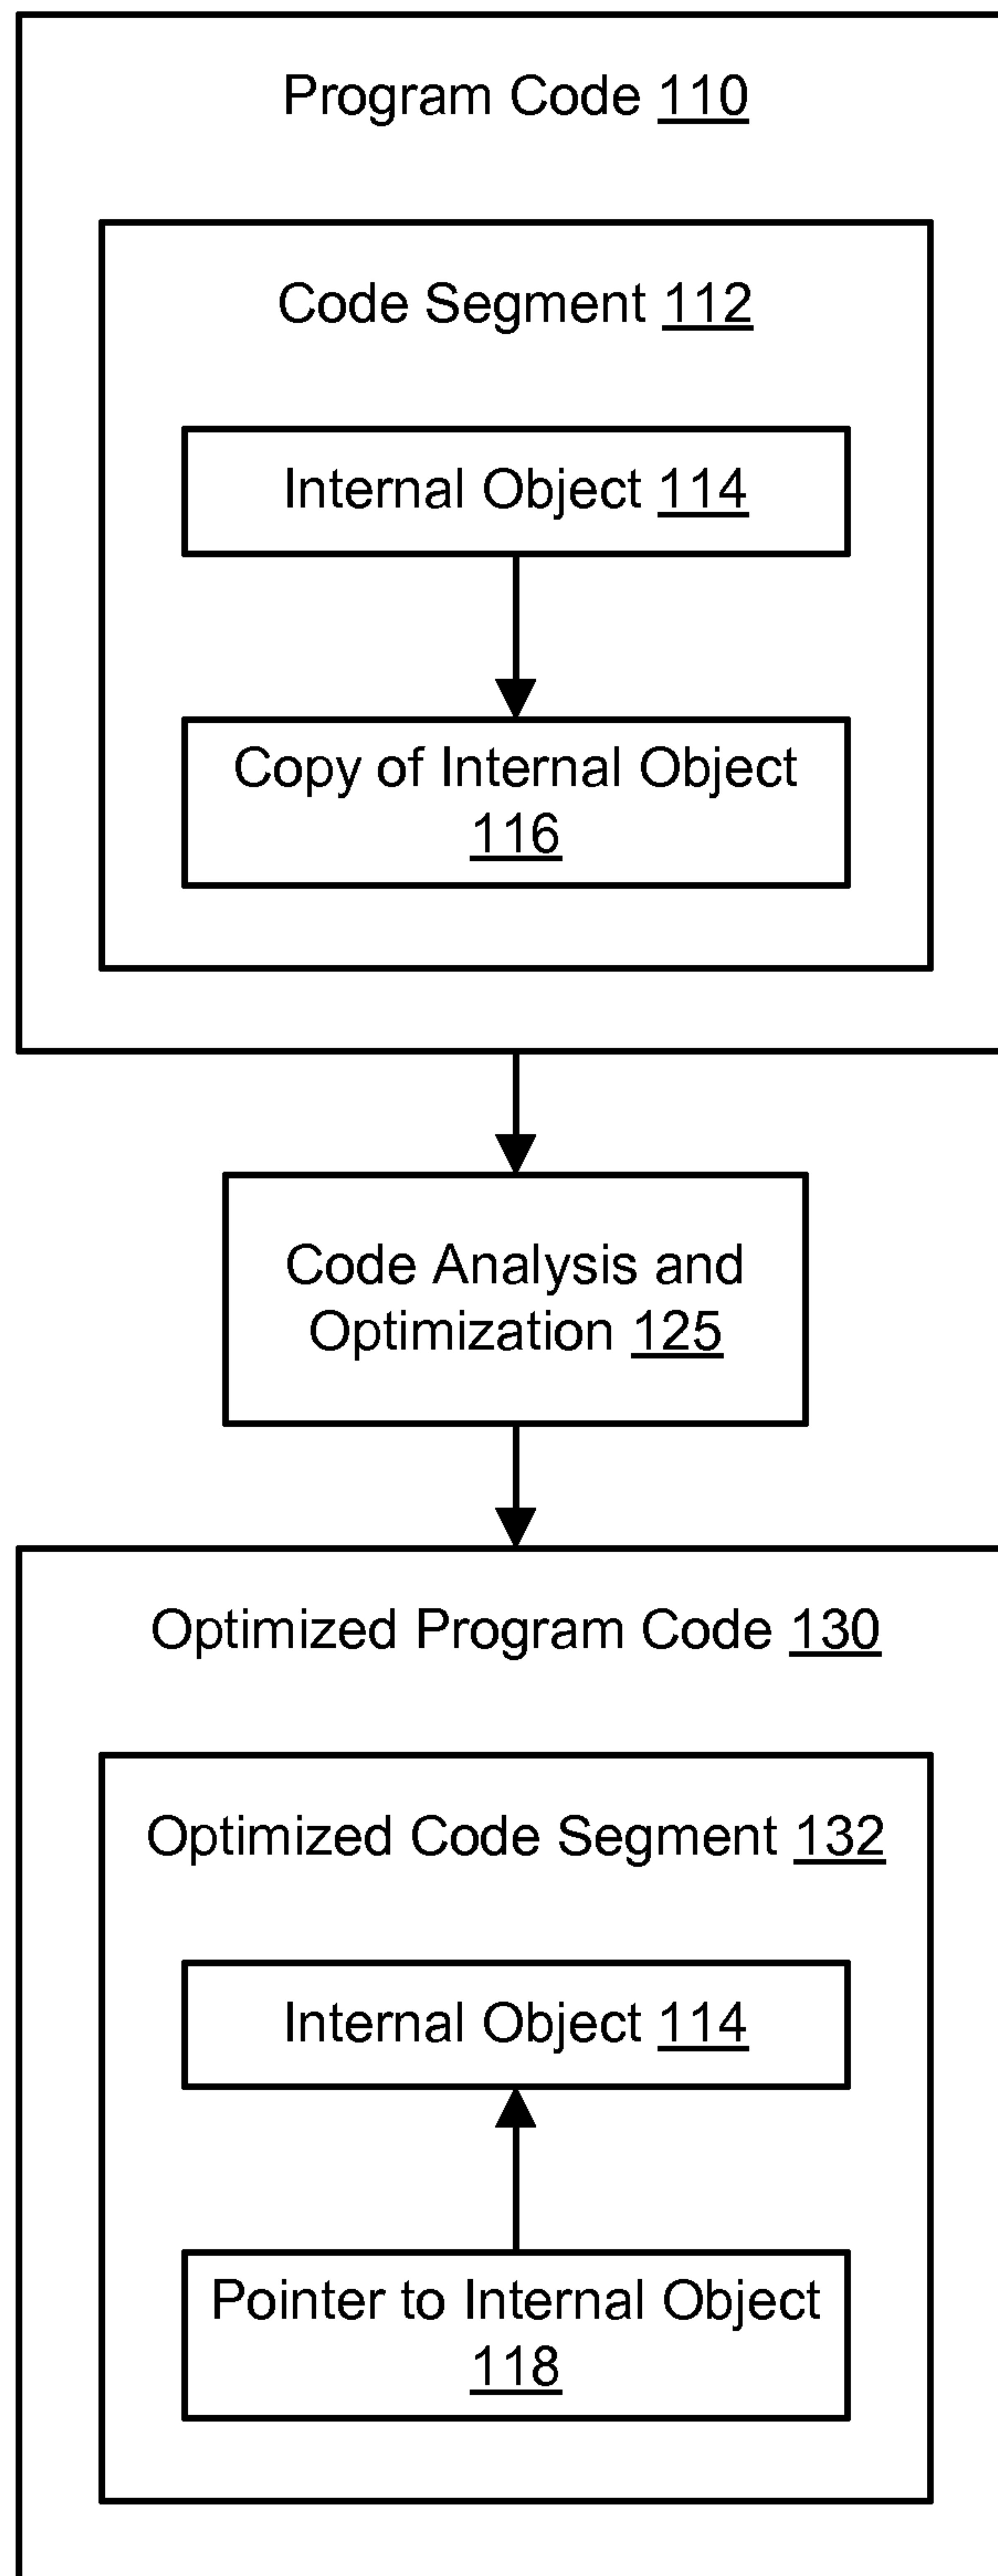 Program Code 110
Code Segment 112
Internal Object 114
Copy of Internal Object
116
Code Analysis and
Optimization 125
Optimized Program Code 130
Optimized Code Segment 132
Internal Object 114
Pointer to Internal Object
118